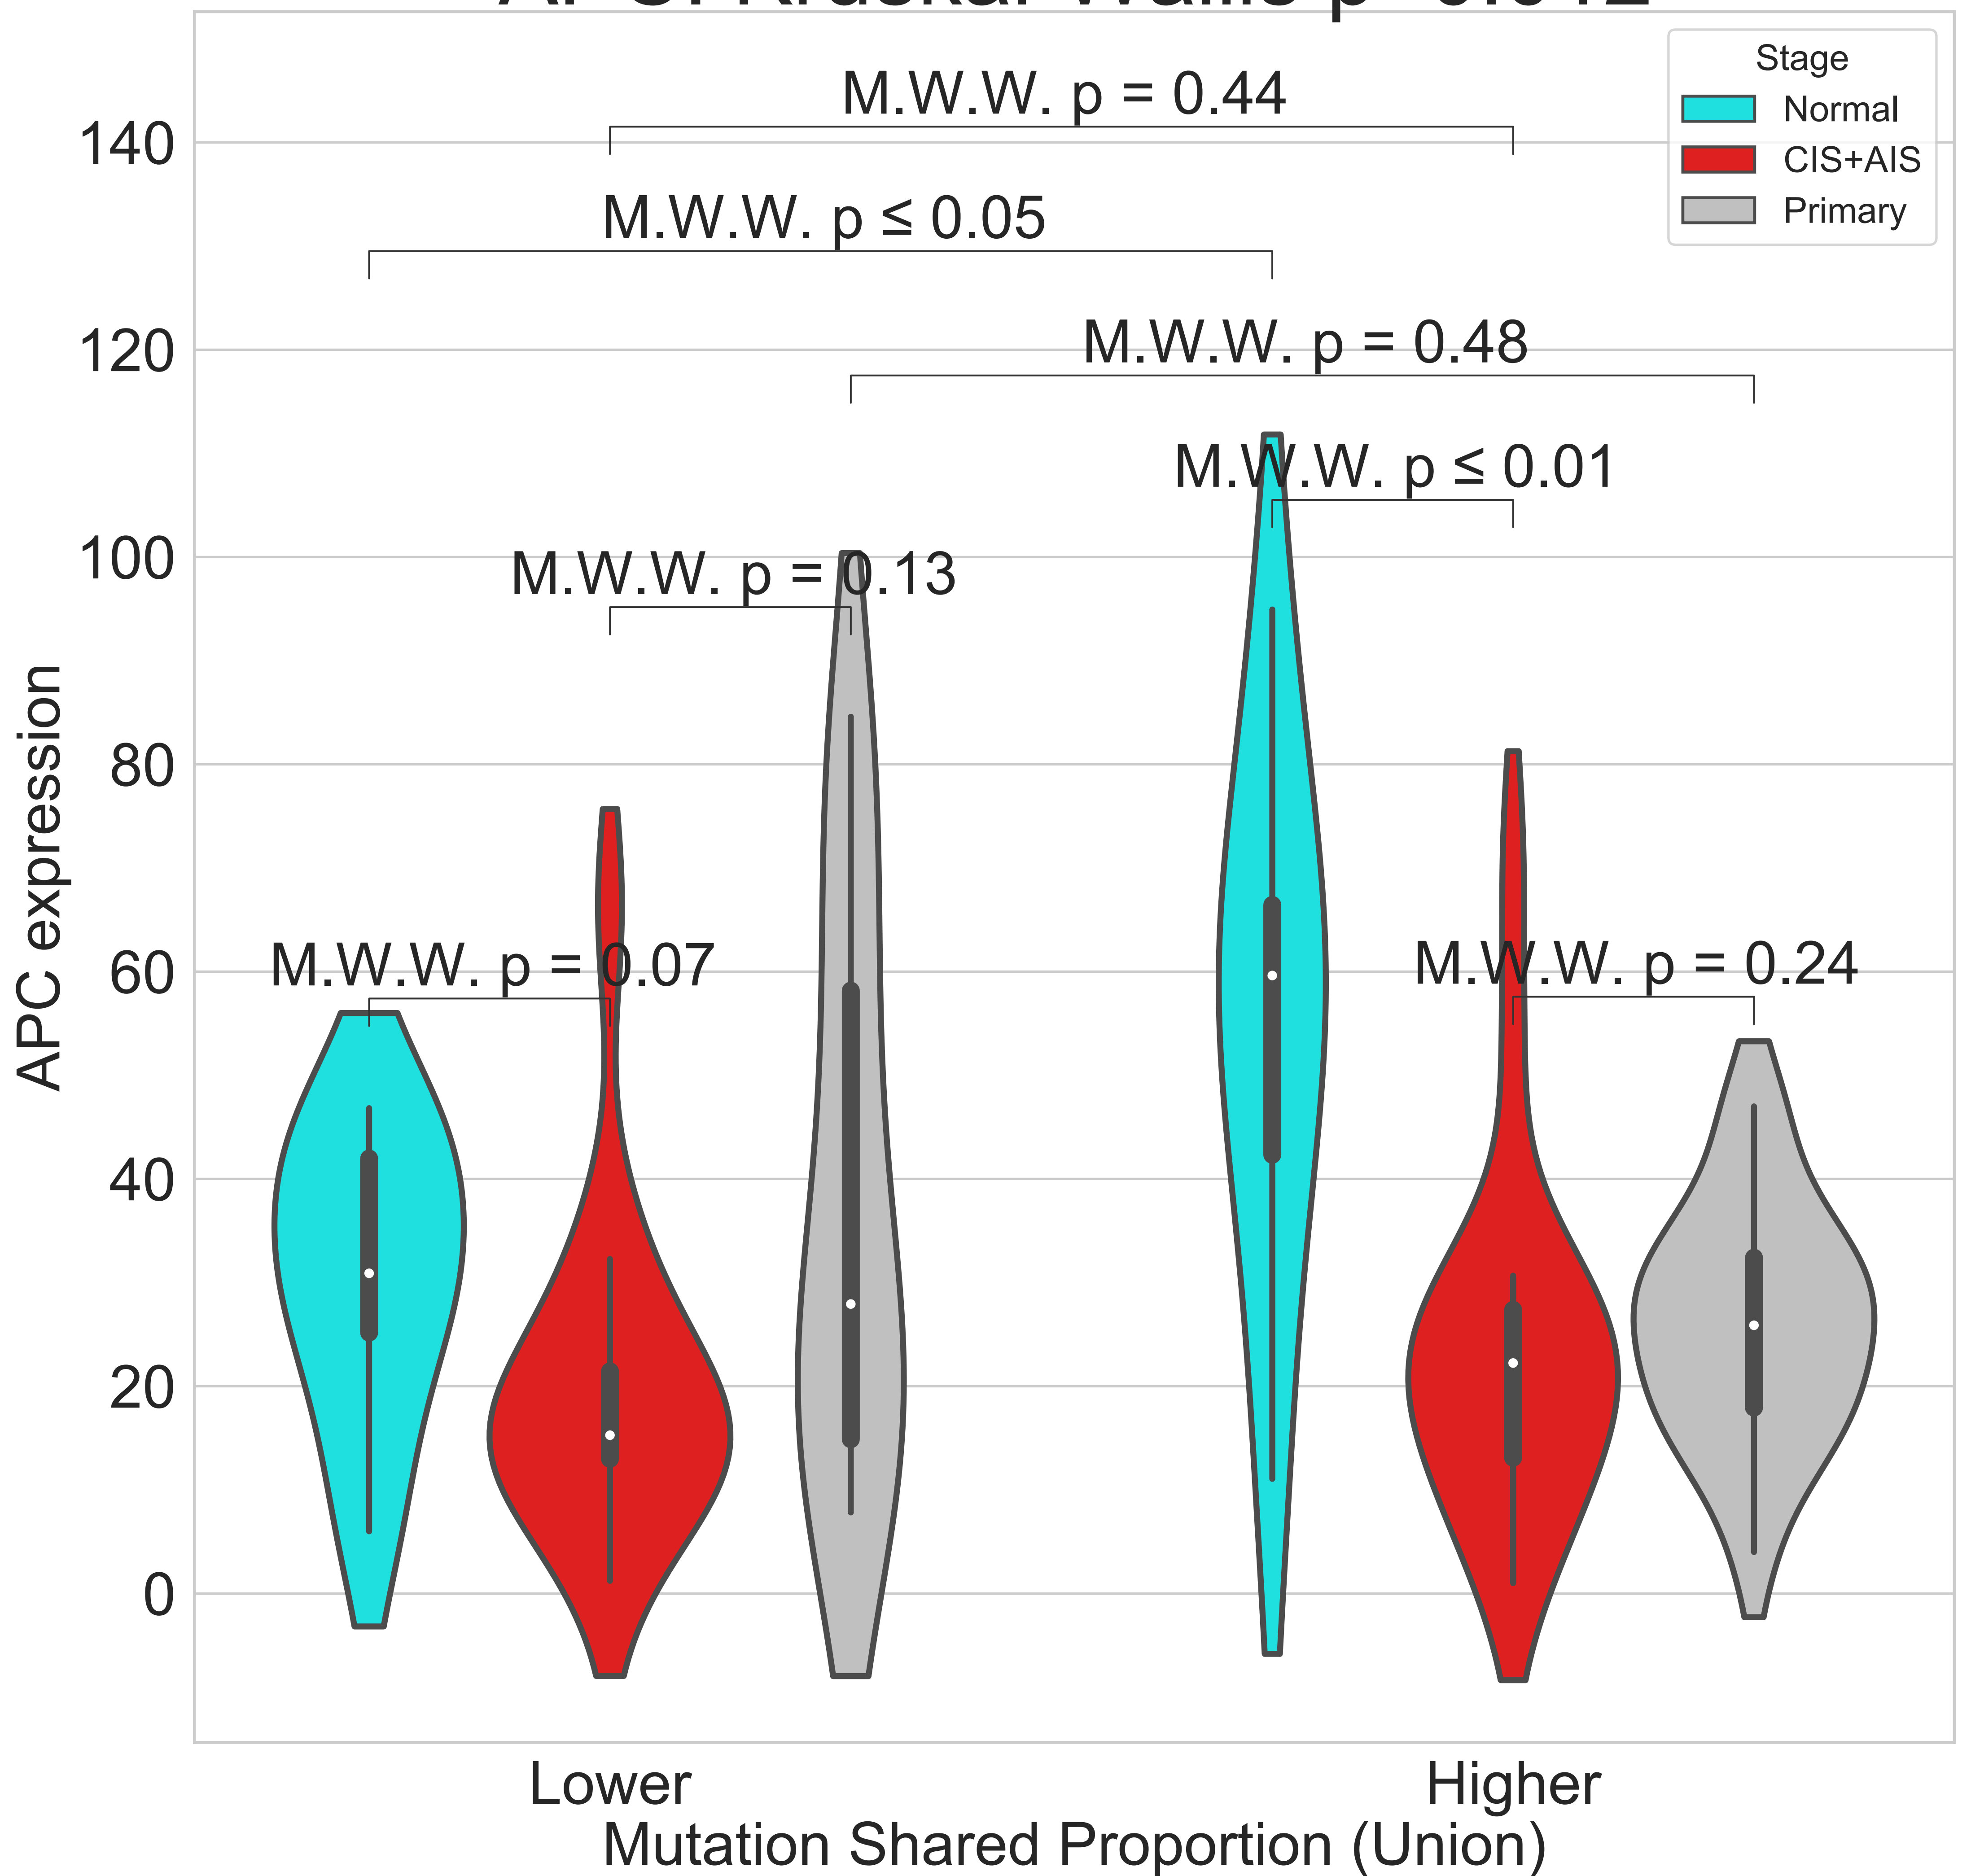 Stage
Normal
CIS+AIS
Primary
M.W.W. p = 0.44
M.W.W. p ≤ 0.05
M.W.W. p = 0.48
M.W.W. p ≤ 0.01
M.W.W. p = 0.13
M.W.W. p = 0.07
M.W.W. p = 0.24
140
120
100
80
60
40
20
0
APC expression
Lower
Higher
Mutation Shared Proportion (Union)